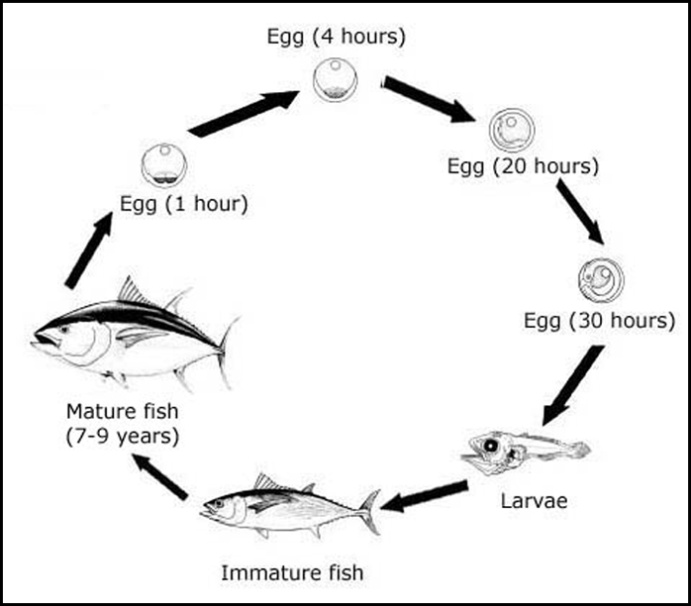 Egg (4 hours)
Egg (20 hours)
Egg (1 hour)
Egg (30 hours)
Mature fish
(7-9 years)
Larvae
Immature fish